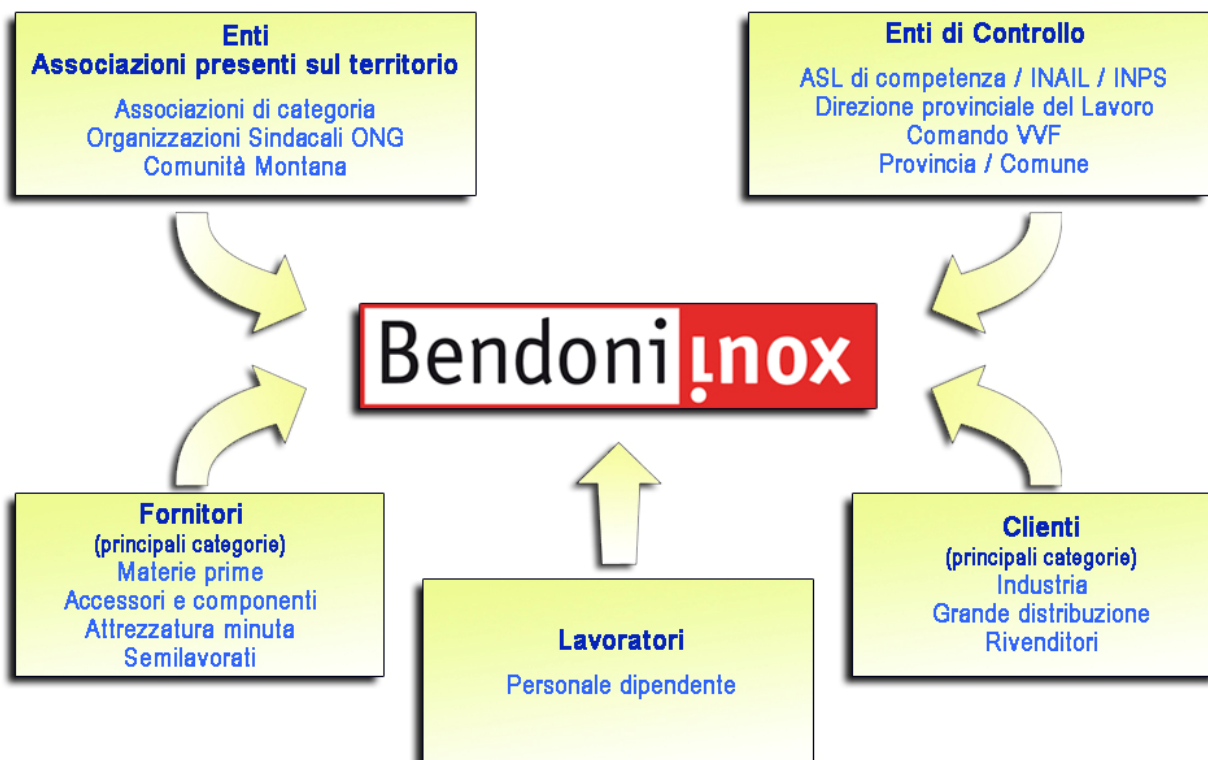 Enti
Associazioni presenti sul territorio
Associazioni di categoria
Organizzazioni Sindacali ONG
Comunità Montana
Enti di Controllo
ASL di competenza / INAIL / INPS
Direzione provinciale del Lavoro
Comando VVF
Provincia / Comune
Bendoni inox
Fornitori
(principali categorie)
Materie prime
Accessori e componenti
Attrezzatura minuta
Semilavorati
Lavoratori
Personale dipendente
Clienti
(principali categorie)
Industria
Grande distribuzione
Rivenditori